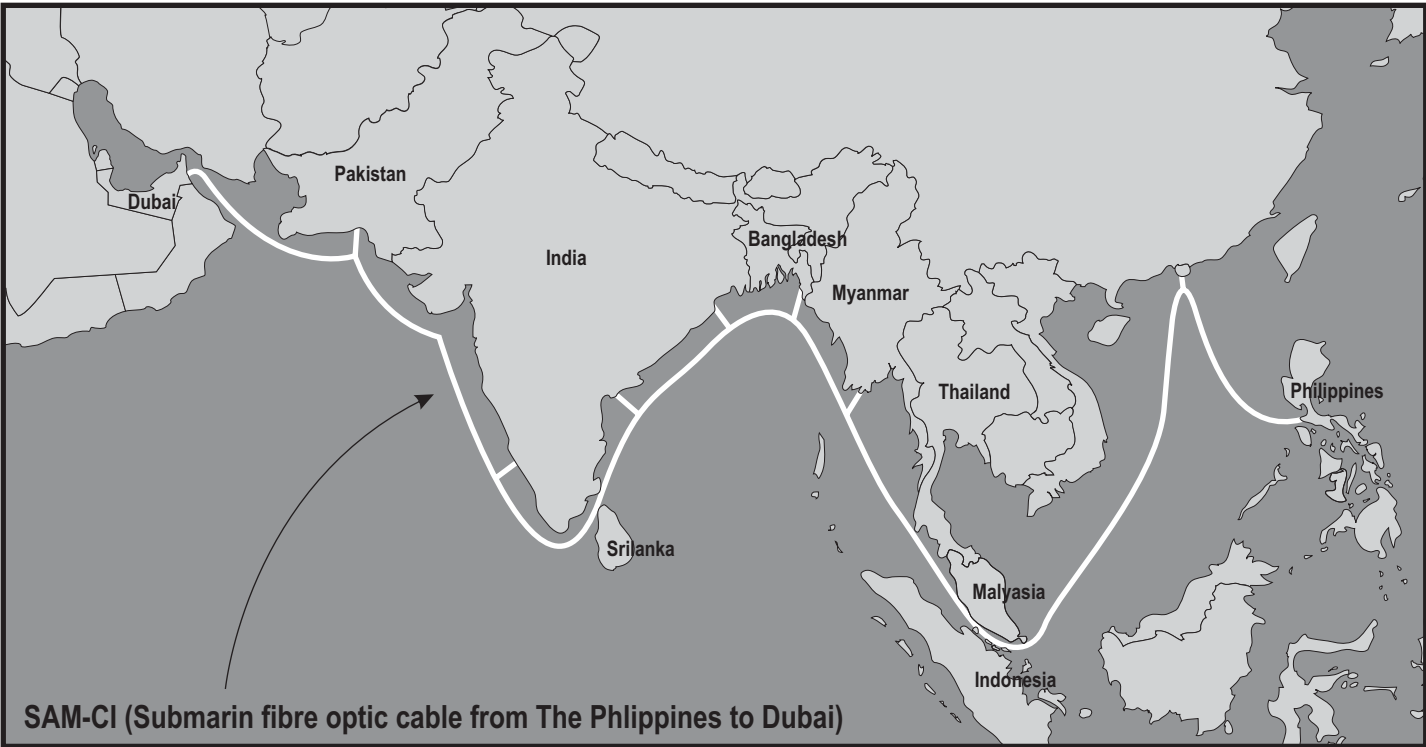 Pakistan
Dubai
Bangladesh
India
Myanmar
Thailand
Philippines
Srilanka
Malyasia
Indonesia
SAM-CI (Submarin fibre optic cable from The Phlippines to Dubai)